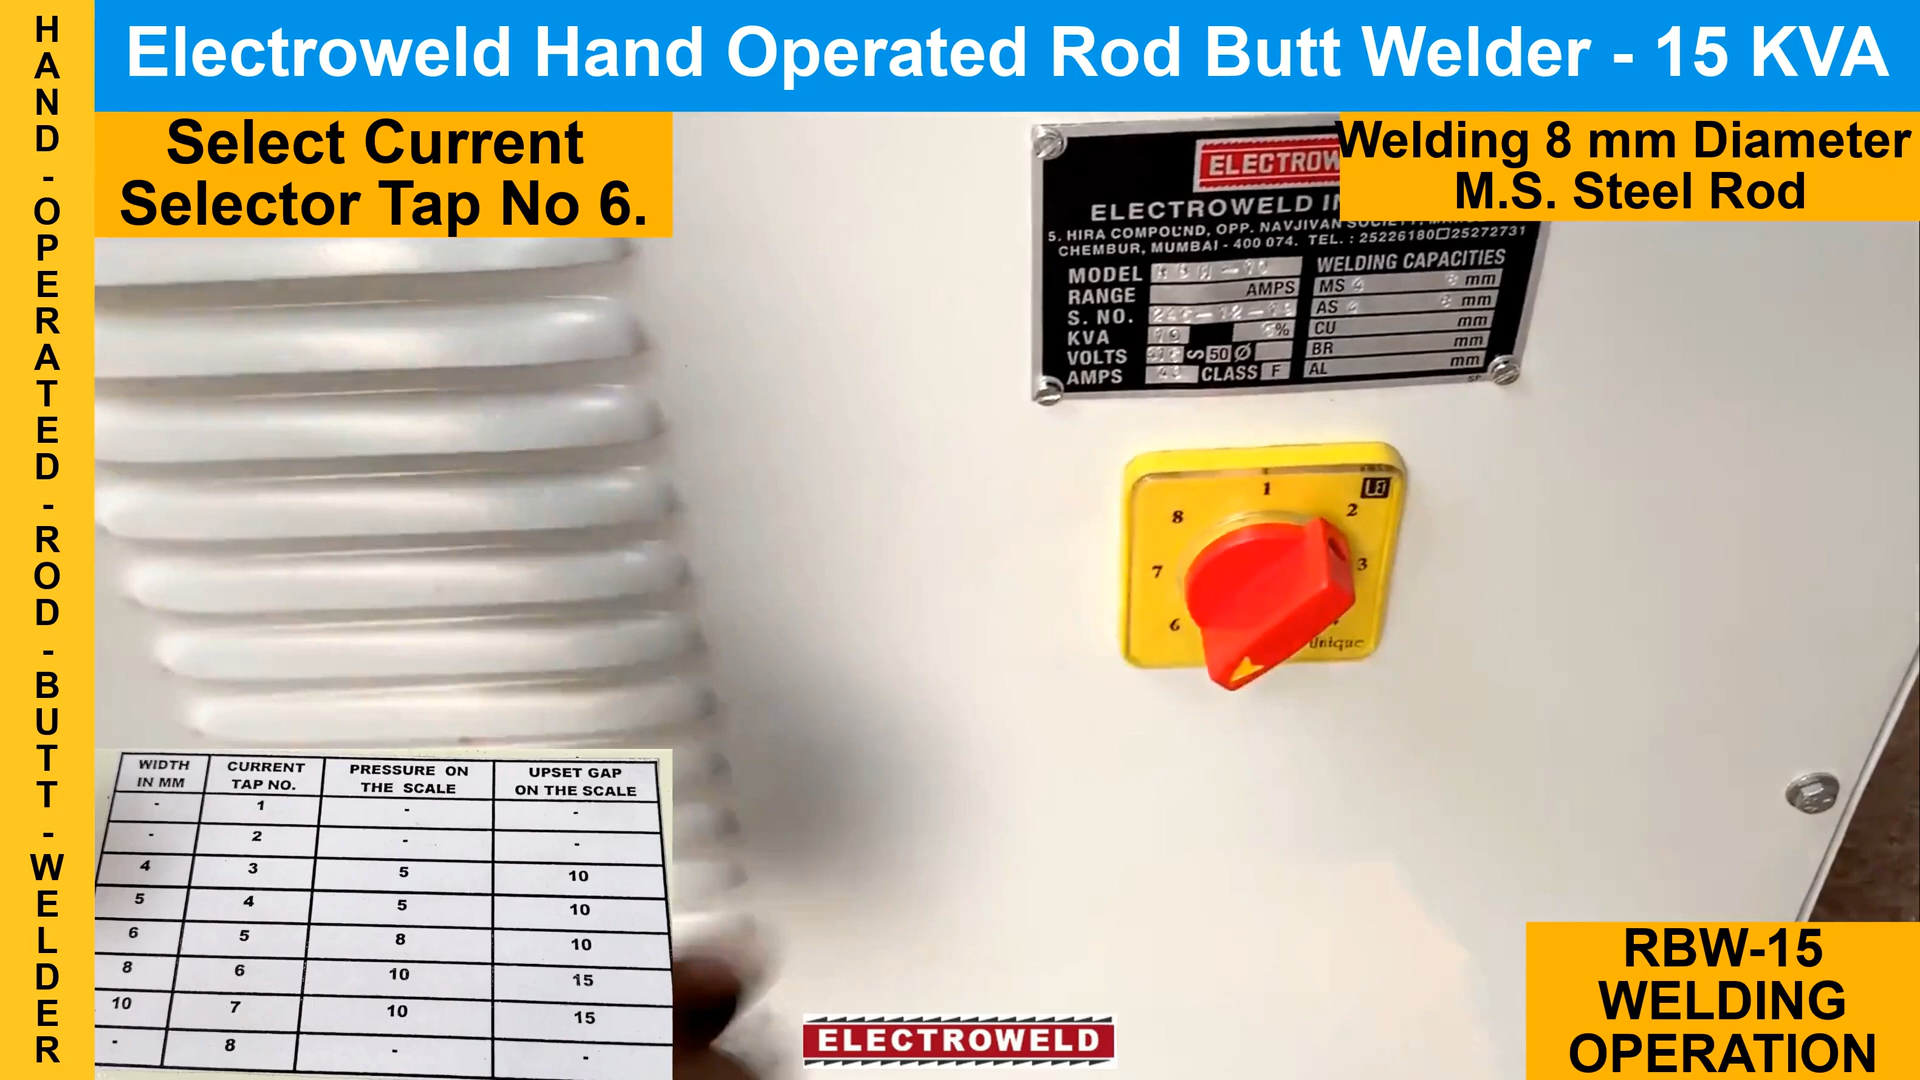 HAND-OPERATED-ROD-BUTT-WELDER
Electroweld Hand Operated Rod Butt Welder - 15 KVA
Select Current
Selector Tap No 6.
Welding 8 mm Diameter
M.S. Steel Rod
ELECTROW
ELECTROWELD
5, HIRA COMPOUND, OPP. NAVJIVAN SOCIETY,
CHEMBUR, MUMBAI - 400 074. TEL. : 25226180 25272731
MODEL
RANGE AMPS
S. NO.
KVA %
VOLTS 50 Ø
AMPS CLASS F
WELDING CAPACITIES
MS mm
AS mm
CU mm
BR mm
AL mm
1
2
3
6
7
8
Unique
WIDTH IN MM CURRENT TAP NO. PRESSURE ON THE SCALE UPSET GAP ON THE SCALE
- 1 - -
- 2 - -
4 3 5 10
5 4 5 10
6 5 8 10
8 6 10 15
10 7 10 15
- 8 - -
ELECTROWELD
RBW-15
WELDING
OPERATION